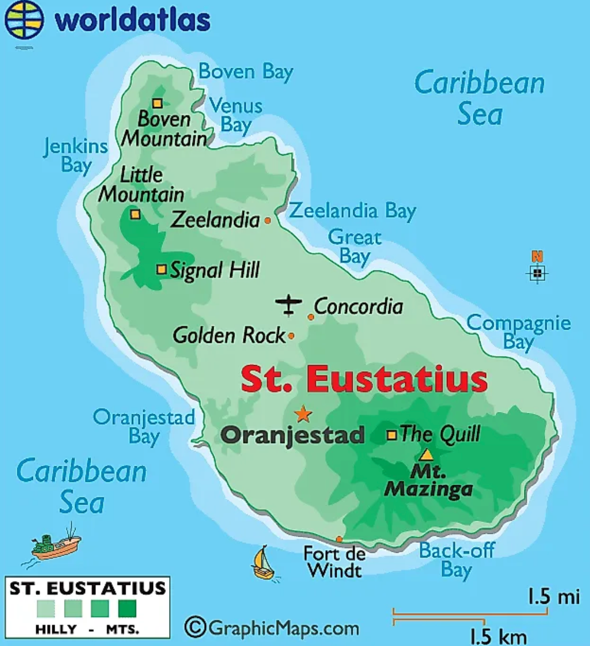 worldatlas
Boven Bay
Caribbean
Sea
Venus
Bay
Boven
Mountain
Jenkins
Bay
Little
Mountain
Zeelandia
Zeelandia Bay
Great
Bay
N
Signal Hill
Concordia
Golden Rock
Compagnie
Bay
St. Eustatius
Oranjestad
Bay
Oranjestad
The Quill
Mt.
Mazinga
Caribbean
Sea
Fort de
Windt
Back-off
Bay
ST. EUSTATIUS
HILLY - MTS.
©GraphicMaps.com
1.5 mi
1.5 km